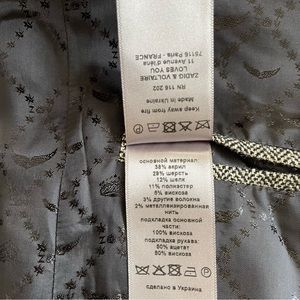 ZADIG & VOLTAIRE
LOVES YOU
11 Avenue d'Iéna
75116 Paris - FRANCE
RN 116 202
Made in Ukraine
Keep away from fire
основной материал:
38% акрил
29% шерсть
12% шелк
11% полиэстер
5% вискоза
3% другие волокна
2% металлизированная
нить
подкладка основной
части:
100% вискоза
подкладка рукава:
50% ацетат
50% вискоза
сделано в Украина